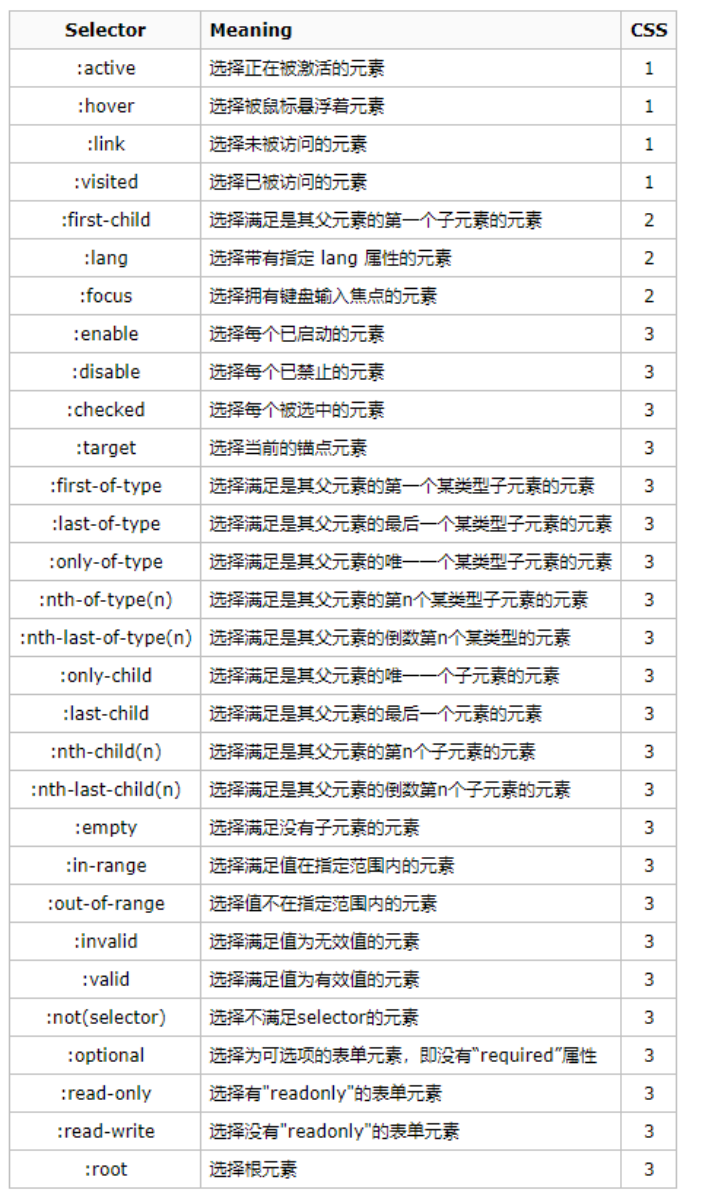 Selector Meaning CSS
:active 选择正在被激活的元素 1
:hover 选择被鼠标悬浮着元素 1
:link 选择未被访问的元素 1
:visited 选择已被访问的元素 1
:first-child 选择满足是其父元素的第一个子元素的元素 2
:lang 选择带有指定 lang 属性的元素 2
:focus 选择拥有键盘输入焦点的元素 2
:enable 选择每个已启动的元素 3
:disable 选择每个已禁止的元素 3
:checked 选择每个被选中的元素 3
:target 选择当前的锚点元素 3
:first-of-type 选择满足是其父元素的第一个某类型子元素的元素 3
:last-of-type 选择满足是其父元素的最后一个某类型子元素的元素 3
:only-of-type 选择满足是其父元素的唯一一个某类型子元素的元素 3
:nth-of-type(n) 选择满足是其父元素的第n个某类型子元素的元素 3
:nth-last-of-type(n) 选择满足是其父元素的倒数第n个某类型的元素 3
:only-child 选择满足是其父元素的唯一一个子元素的元素 3
:last-child 选择满足是其父元素的最后一个元素的元素 3
:nth-child(n) 选择满足是其父元素的第n个子元素的元素 3
:nth-last-child(n) 选择满足是其父元素的倒数第n个子元素的元素 3
:empty 选择满足没有子元素的元素 3
:in-range 选择满足值在指定范围内的元素 3
:out-of-range 选择值不在指定范围内的元素 3
:invalid 选择满足值为无效值的元素 3
:valid 选择满足值为有效值的元素 3
:not(selector) 选择不满足selector的元素 3
:optional 选择为可选项的表单元素，即没有“required”属性 3
:read-only 选择有"readonly"的表单元素 3
:read-write 选择没有"readonly"的表单元素 3
:root 选择根元素 3